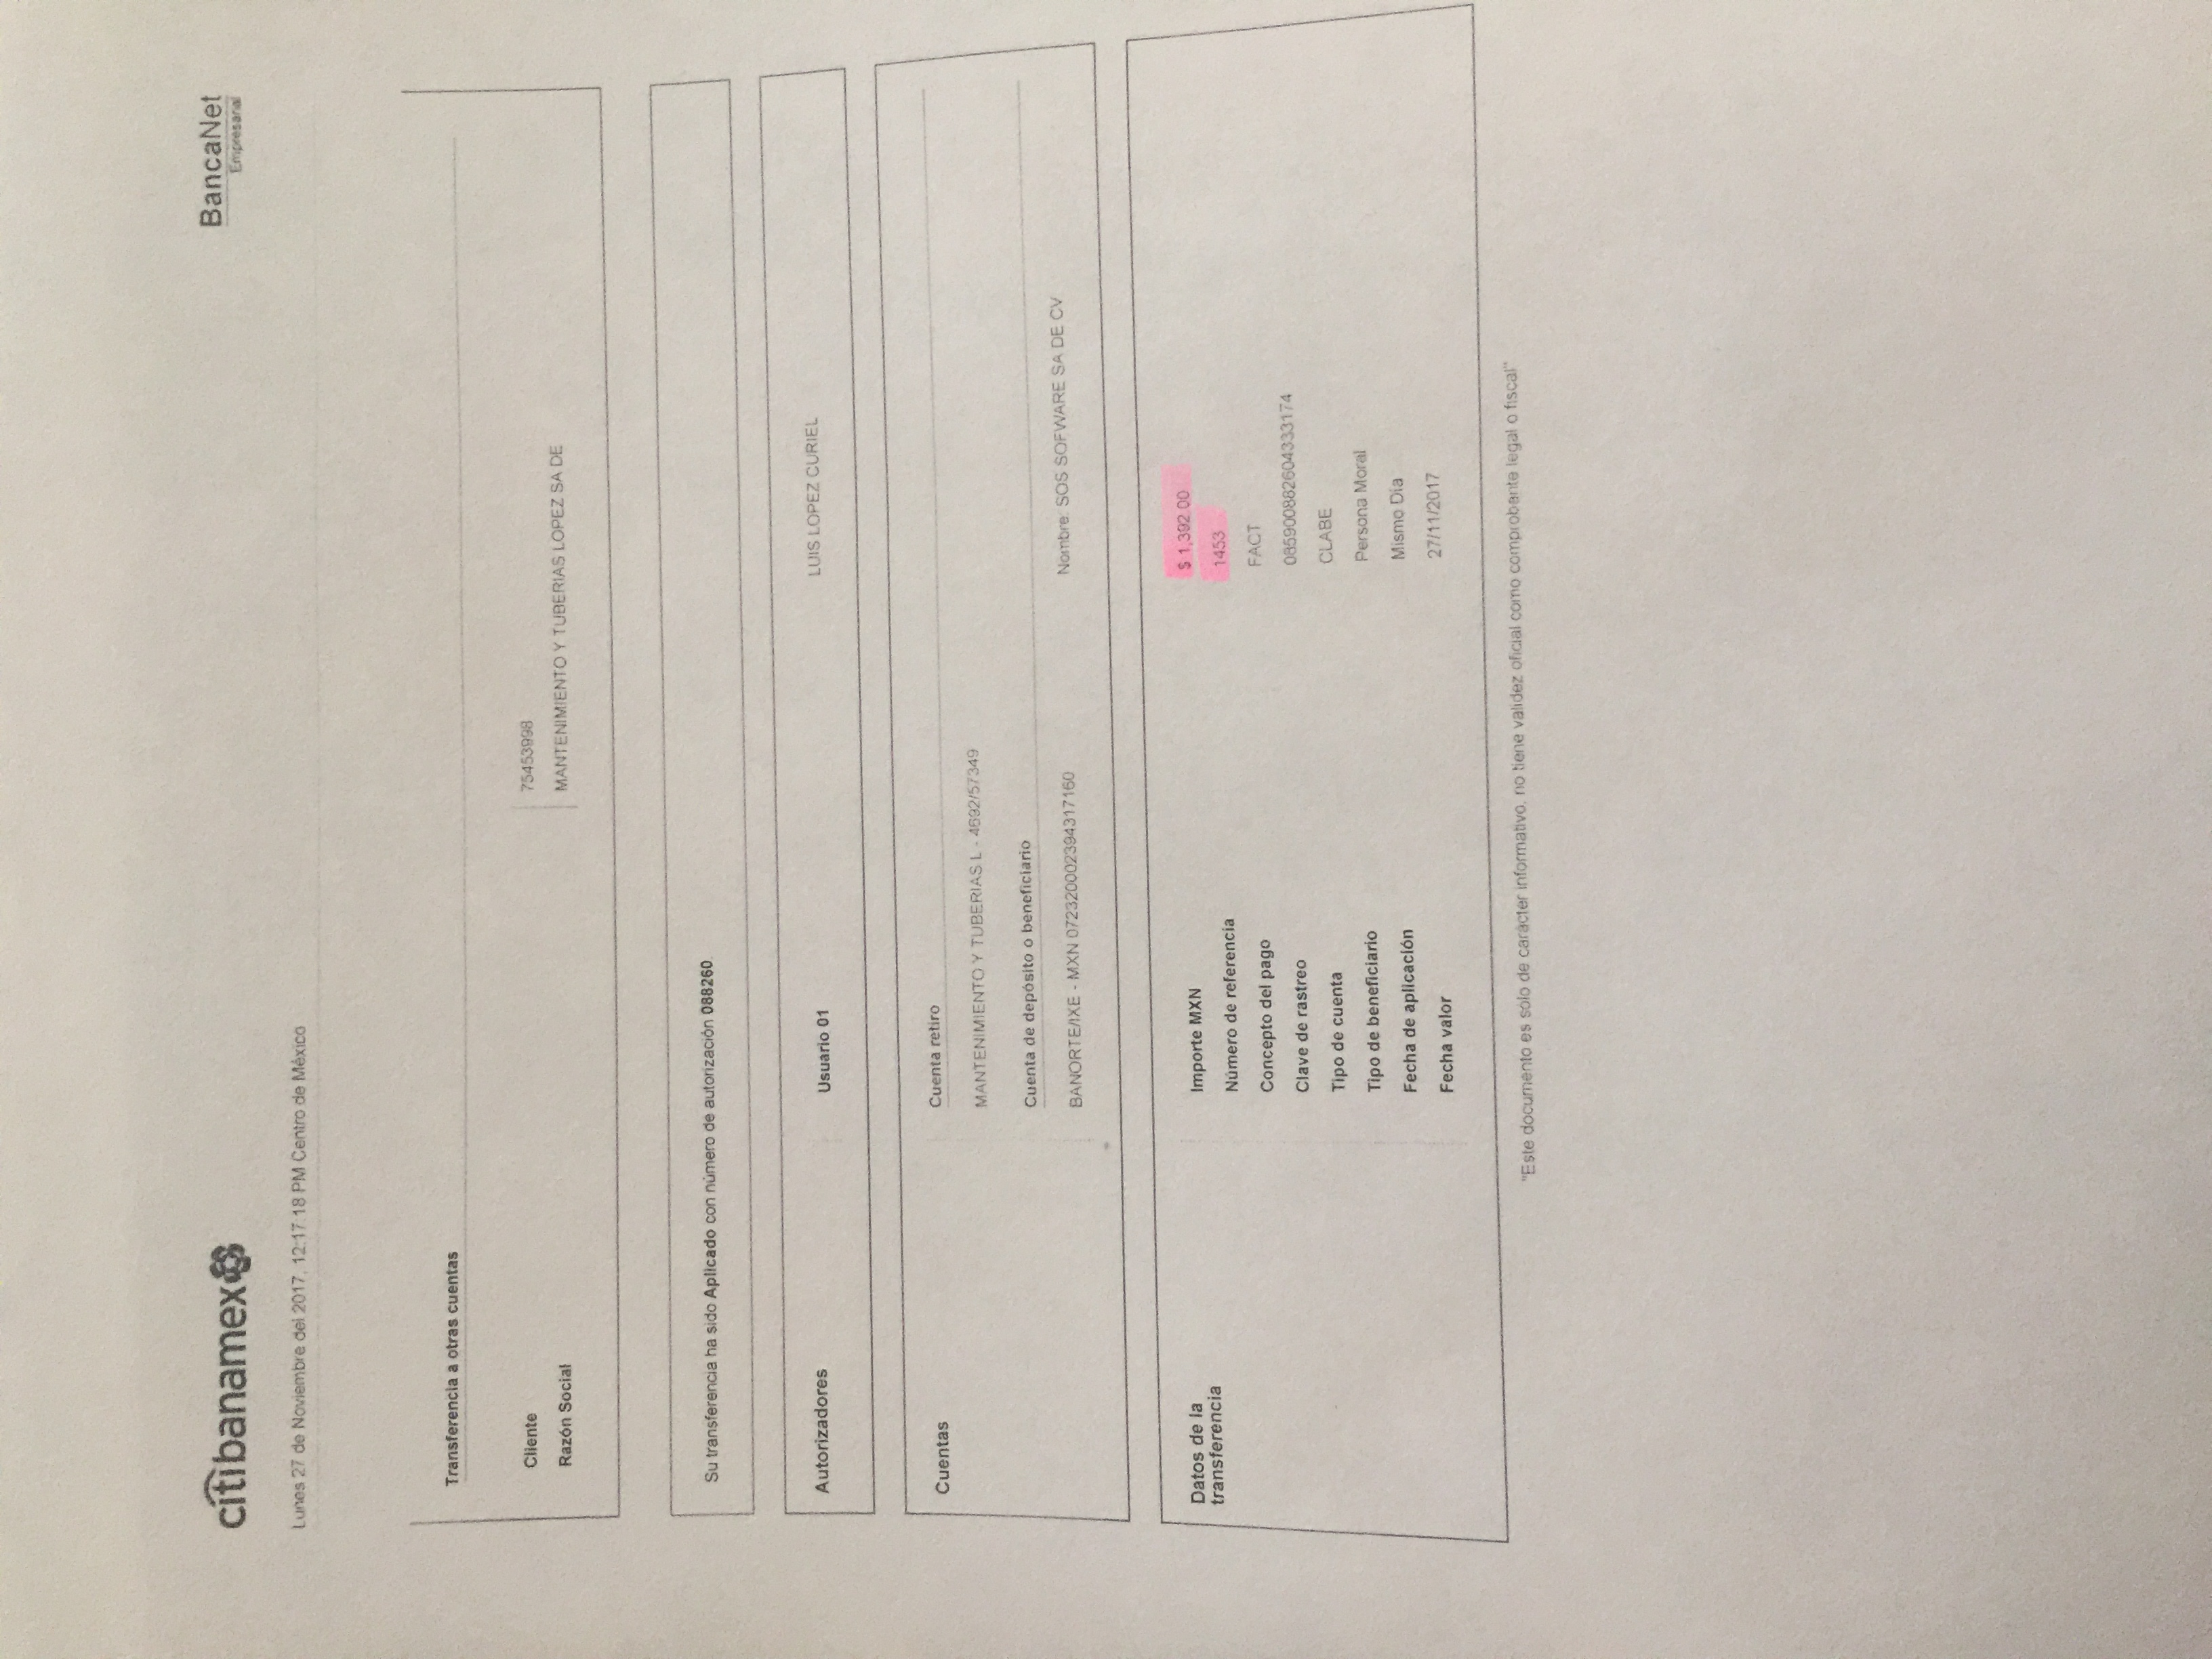 citibanamex
BancaNet
Empresarial
Lunes 27 de Noviembre del 2017, 12:17:18 PM Centro de México
Transferencia a otras cuentas
Cliente 75453998
Razón Social MANTENIMIENTO Y TUBERIAS LOPEZ SA DE
Su transferencia ha sido Aplicado con número de autorización 088260.
Autorizadores Usuario 01 LUIS LOPEZ CURIEL
Cuentas Cuenta retiro
MANTENIMIENTO Y TUBERIAS L - 4692/57349
Cuenta de depósito o beneficiario
BANORTE/IXE - MXN 072320002394317160 Nombre: SOS SOFWARE SA DE CV
Datos de la transferencia
Importe MXN $ 1,392.00
Número de referencia 1453
Concepto del pago FACT
Clave de rastreo 085900882604333174
Tipo de cuenta CLABE
Tipo de beneficiario Persona Moral
Fecha de aplicación Mismo Día
Fecha valor 27/11/2017
"Este documento es sólo de carácter informativo, no tiene validez oficial como comprobante legal o fiscal"